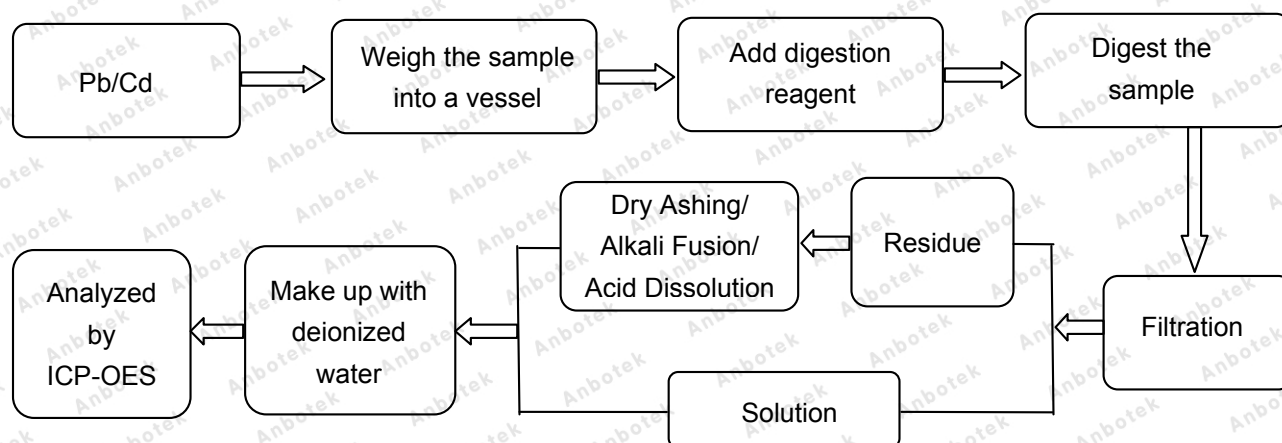 Pb/Cd
Weigh the sample
into a vessel
Add digestion
reagent
Digest the
sample
Filtration
Residue
Dry Ashing/
Alkali Fusion/
Acid Dissolution
Solution
Make up with
deionized
water
Analyzed
by
ICP-OES
Anbotek